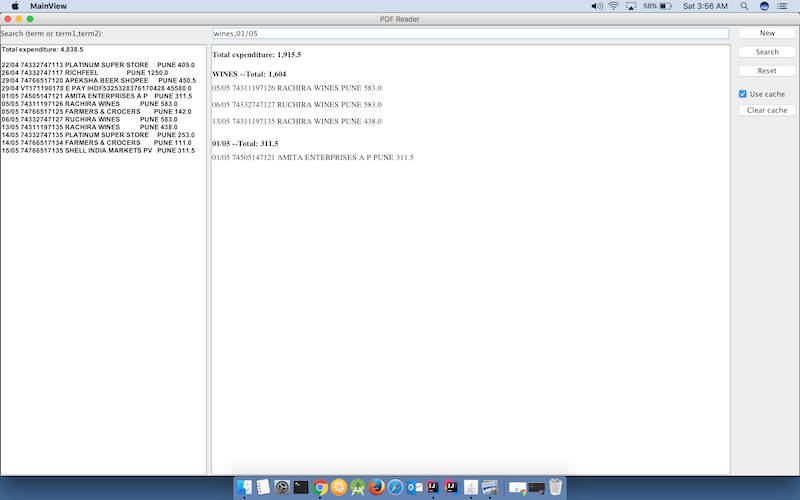 MainView
58%
Sat 3:56 AM
PDF Reader
Search (term or term1,term2):
wines,01/05
New
Search
Reset
Use cache
Clear cache
Total expenditure: 4,838.5
22/04 74332747113 PLATINUM SUPER STORE PUNE 405.0
26/04 74332747117 RICHFEEL PUNE 1250.0
29/04 74766517120 APEKSHA BEER SHOPEE PUNE 450.5
29/04 VT171190178 E PAY IHDF5325328376170428 45580.0
01/05 74505147121 AMITA ENTERPRISES A P PUNE 311.5
05/05 74311197126 RACHIRA WINES PUNE 583.0
05/05 74766517125 FARMERS & CROCERS PUNE 142.0
06/05 74332747127 RUCHIRA WINES PUNE 583.0
13/05 74311197135 RACHIRA WINES PUNE 438.0
14/05 74332747135 PLATINUM SUPER STORE PUNE 253.0
14/05 74766517134 FARMERS & CROCERS PUNE 111.0
15/05 74766517135 SHELL INDIA MARKETS PV PUNE 311.5
Total expenditure: 1,915.5
WINES --Total: 1,604
05/05 74311197126 RACHIRA WINES PUNE 583.0
06/05 74332747127 RUCHIRA WINES PUNE 583.0
13/05 74311197135 RACHIRA WINES PUNE 438.0
01/05 --Total: 311.5
01/05 74505147121 AMITA ENTERPRISES A P PUNE 311.5